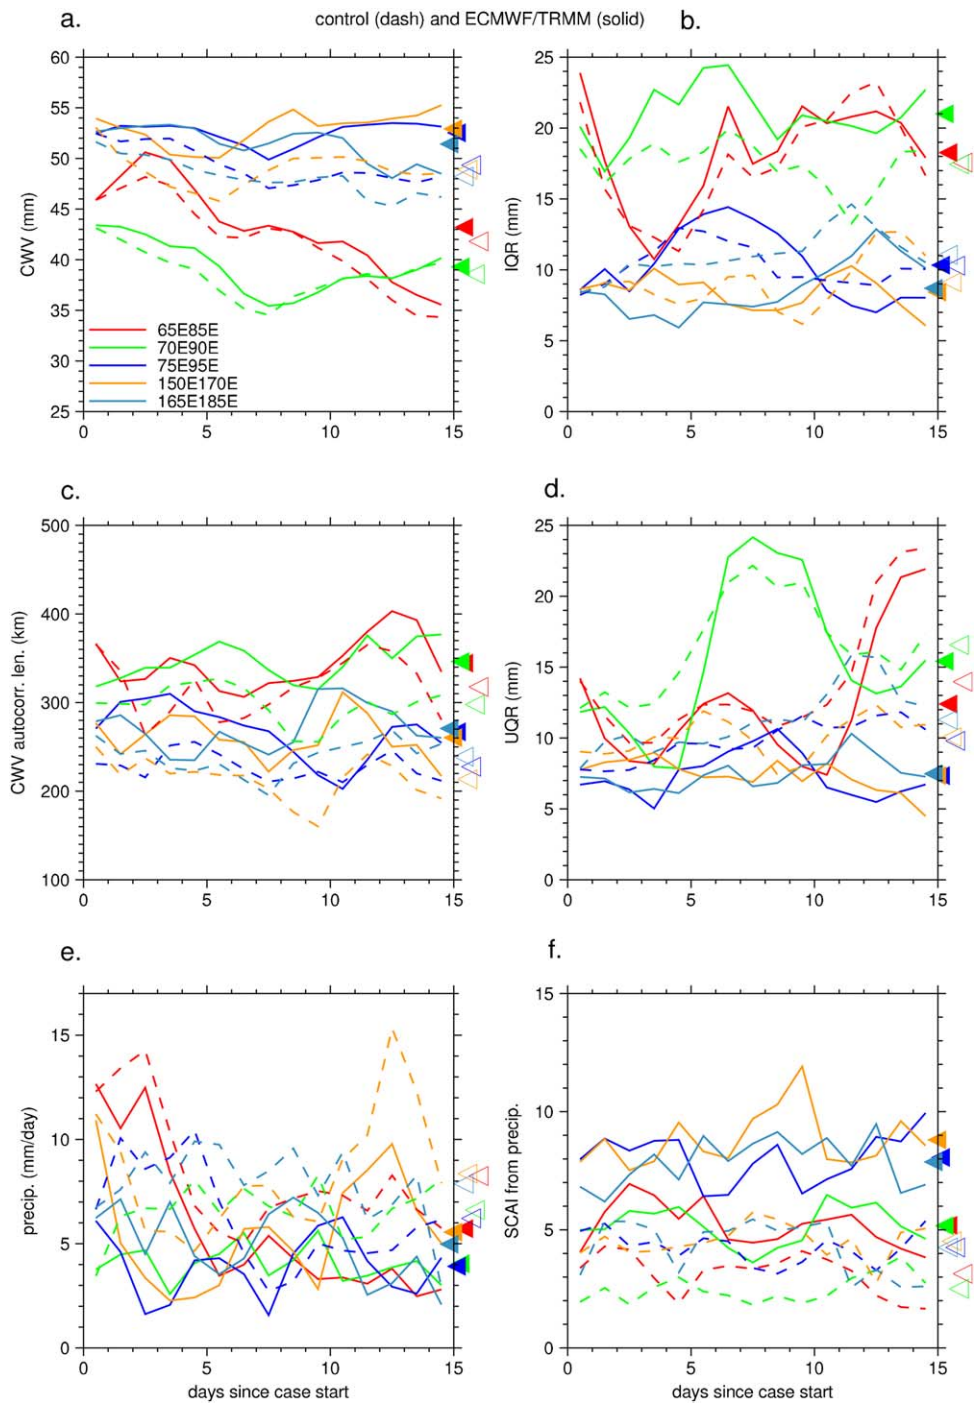 control (dash) and ECMWF/TRMM (solid)
a.
60
55
50
45
40
35
30
25
CWV (mm)
65E85E
70E90E
75E95E
150E170E
165E185E
0 5 10 15
b.
25
20
15
10
5
0
IQR (mm)
0 5 10 15
c.
500
400
300
200
100
CWV autocorr. len. (km)
0 5 10 15
d.
25
20
15
10
5
0
UQR (mm)
0 5 10 15
e.
15
10
5
0
precip. (mm/day)
0 5 10 15
days since case start
f.
15
10
5
0
SCAI from precip.
0 5 10 15
days since case start